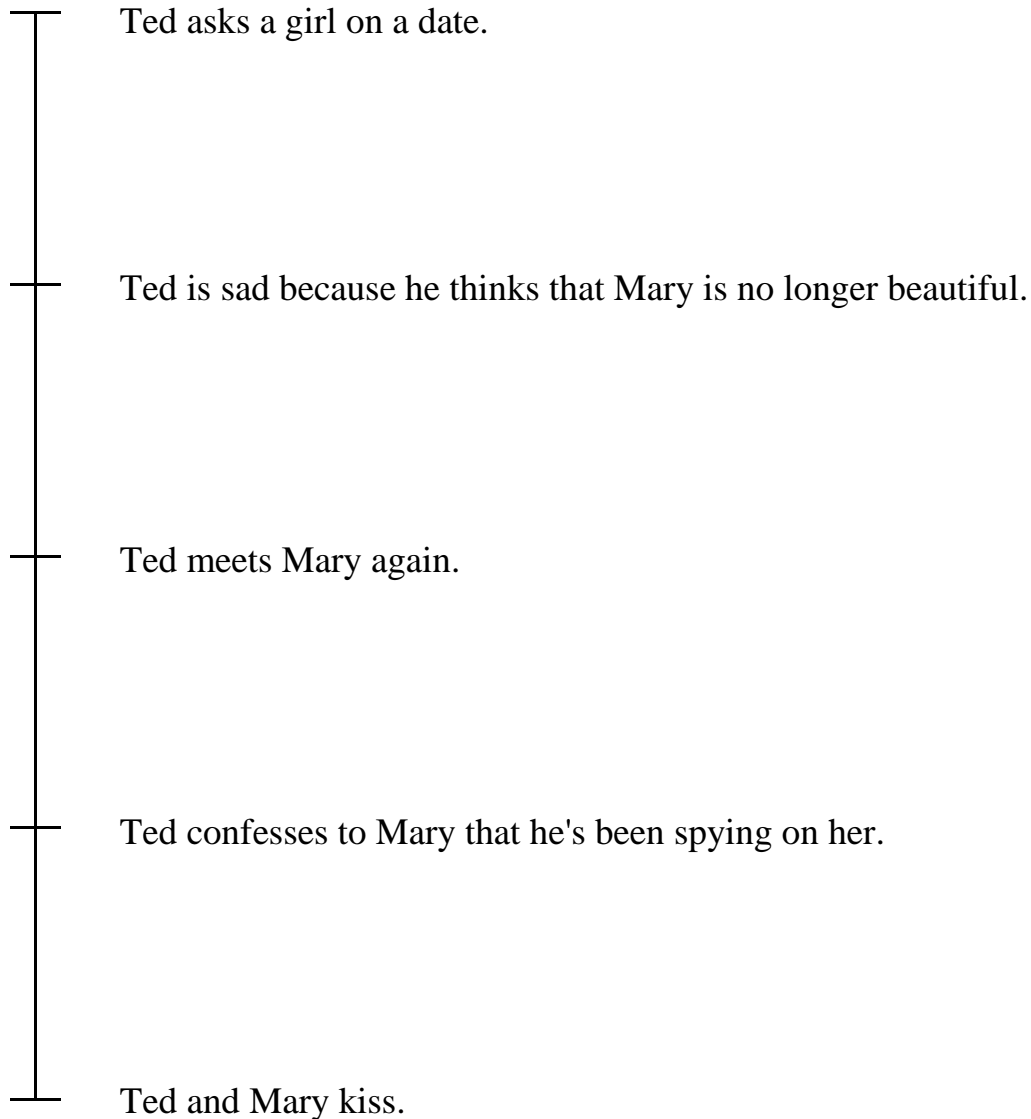 Ted asks a girl on a date.
Ted is sad because he thinks that Mary is no longer beautiful.
Ted meets Mary again.
Ted confesses to Mary that he's been spying on her.
Ted and Mary kiss.